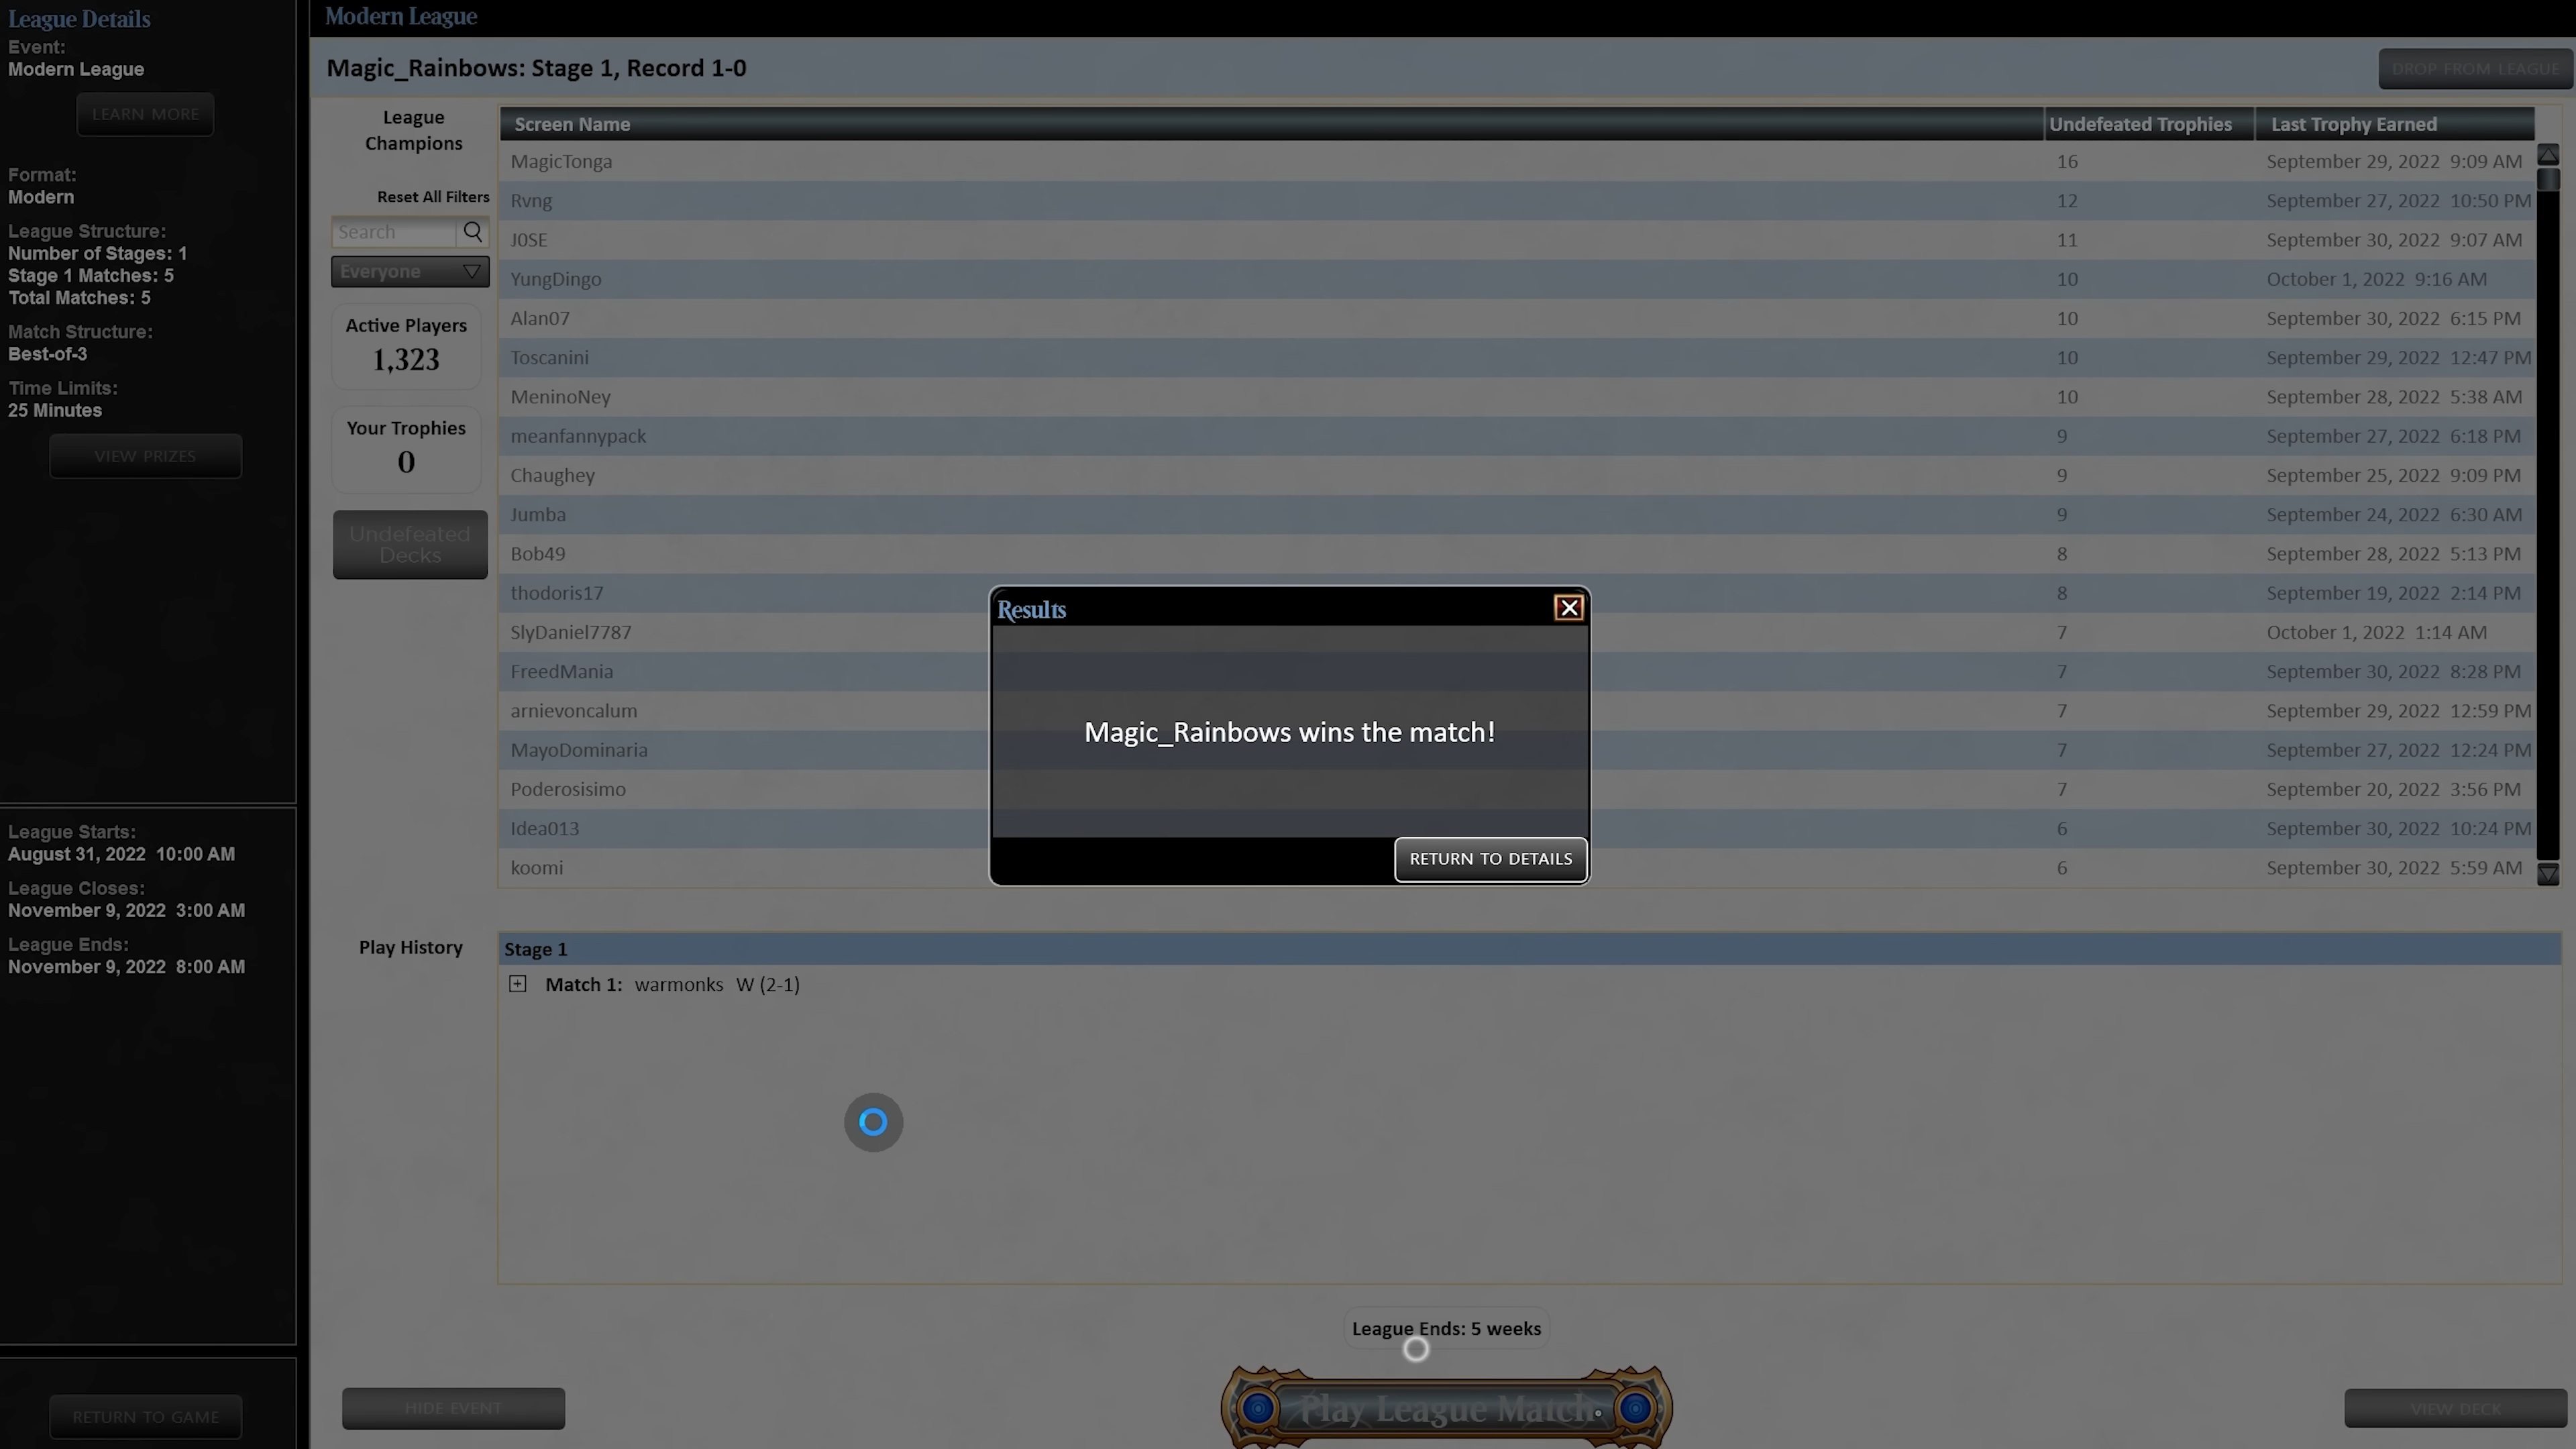 League Details
Event:
Modern League
LEARN MORE
Format:
Modern
League Structure:
Number of Stages: 1
Stage 1 Matches: 5
Total Matches: 5
Match Structure:
Best-of-3
Time Limits:
25 Minutes
VIEW PRIZES
League Starts:
August 31, 2022 10:00 AM
League Closes:
November 9, 2022 3:00 AM
League Ends:
November 9, 2022 8:00 AM
RETURN TO GAME
Modern League
Magic_Rainbows: Stage 1, Record 1-0
DROP FROM LEAGUE
League
Champions
Reset All Filters
Search
Everyone
Active Players
1,323
Your Trophies
0
Undefeated
Decks
Screen Name Undefeated Trophies Last Trophy Earned
MagicTonga 16 September 29, 2022 9:09 AM
Rvng 12 September 27, 2022 10:50 PM
J0SE 11 September 30, 2022 9:07 AM
YungDingo 10 October 1, 2022 9:16 AM
Alan07 10 September 30, 2022 6:15 PM
Toscanini 10 September 29, 2022 12:47 PM
MeninoNey 10 September 28, 2022 5:38 AM
meanfannypack 9 September 27, 2022 6:18 PM
Chaughey 9 September 25, 2022 9:09 PM
Jumba 9 September 24, 2022 6:30 AM
Bob49 8 September 28, 2022 5:13 PM
thodoris17 8 September 19, 2022 2:14 PM
SlyDaniel7787 7 October 1, 2022 1:14 AM
FreedMania 7 September 30, 2022 8:28 PM
arnievoncalum 7 September 29, 2022 12:59 PM
MayoDominaria 7 September 27, 2022 12:24 PM
Poderosisimo 7 September 20, 2022 3:56 PM
Idea013 6 September 30, 2022 10:24 PM
koomi 6 September 30, 2022 5:59 AM
Results
Magic_Rainbows wins the match!
RETURN TO DETAILS
Play History
Stage 1
Match 1: warmonks W (2-1)
League Ends: 5 weeks
HIDE EVENT
Play League Match
VIEW DECK